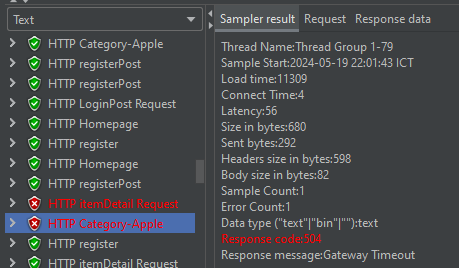 Text
HTTP Category-Apple
HTTP registerPost
HTTP registerPost
HTTP LoginPost Request
HTTP Homepage
HTTP register
HTTP Homepage
HTTP registerPost
HTTP itemDetail Request
HTTP Category-Apple
HTTP register
HTTP itemDetail Request
Sampler result Request Response data
Thread Name:Thread Group 1-79
Sample Start:2024-05-19 22:01:43 ICT
Load time:11309
Connect Time:4
Latency:56
Size in bytes:680
Sent bytes:292
Headers size in bytes:598
Body size in bytes:82
Sample Count:1
Error Count:1
Data type ("text"|"bin"|""):text
Response code:504
Response message:Gateway Timeout